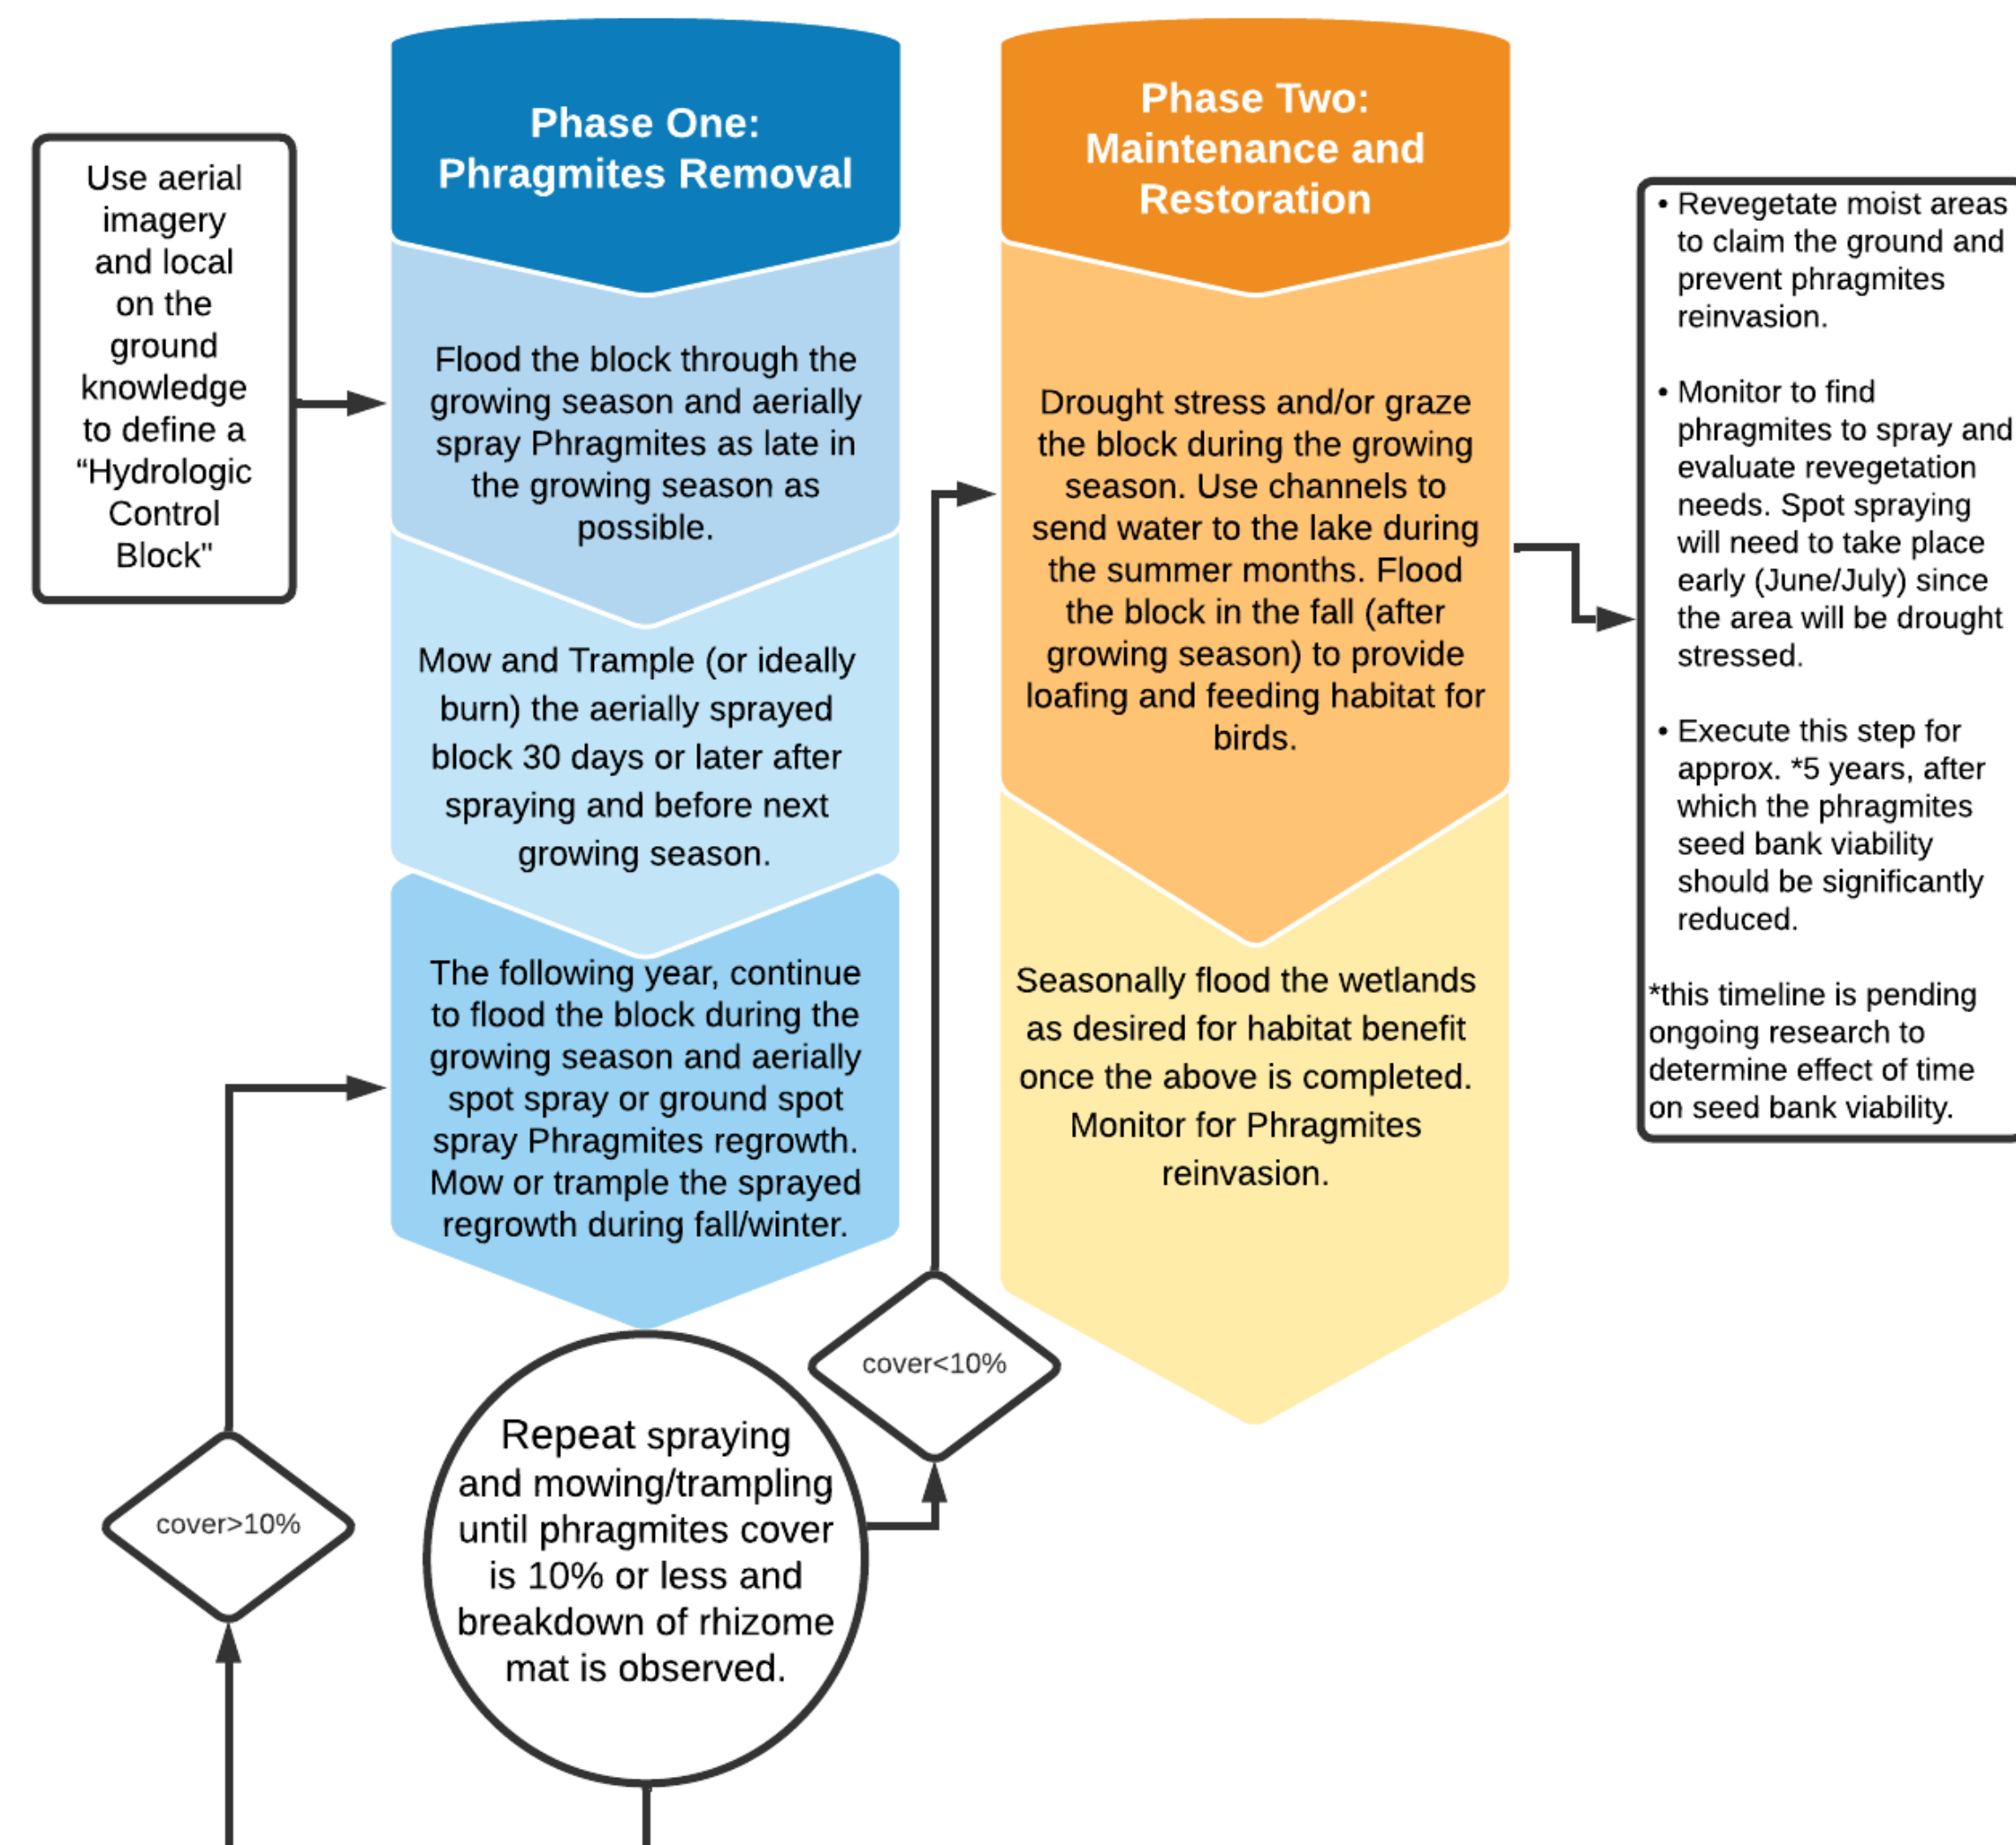 Use aerial
imagery
and local
on the
ground
knowledge
to define a
“Hydrologic
Control
Block"
Phase One:
Phragmites Removal
Flood the block through the
growing season and aerially
spray Phragmites as late in
the growing season as
possible.
Mow and Trample (or ideally
burn) the aerially sprayed
block 30 days or later after
spraying and before next
growing season.
The following year, continue
to flood the block during the
growing season and aerially
spot spray or ground spot
spray Phragmites regrowth.
Mow or trample the sprayed
regrowth during fall/winter.
Repeat spraying
and mowing/trampling
until phragmites cover
is 10% or less and
breakdown of rhizome
mat is observed.
cover>10%
cover<10%
Phase Two:
Maintenance and
Restoration
Drought stress and/or graze
the block during the growing
season. Use channels to
send water to the lake during
the summer months. Flood
the block in the fall (after
growing season) to provide
loafing and feeding habitat for
birds.
Seasonally flood the wetlands
as desired for habitat benefit
once the above is completed.
Monitor for Phragmites
reinvasion.
• Revegetate moist areas
to claim the ground and
prevent phragmites
reinvasion.
• Monitor to find
phragmites to spray and
evaluate revegetation
needs. Spot spraying
will need to take place
early (June/July) since
the area will be drought
stressed.
• Execute this step for
approx. *5 years, after
which the phragmites
seed bank viability
should be significantly
reduced.
*this timeline is pending
ongoing research to
determine effect of time
on seed bank viability.